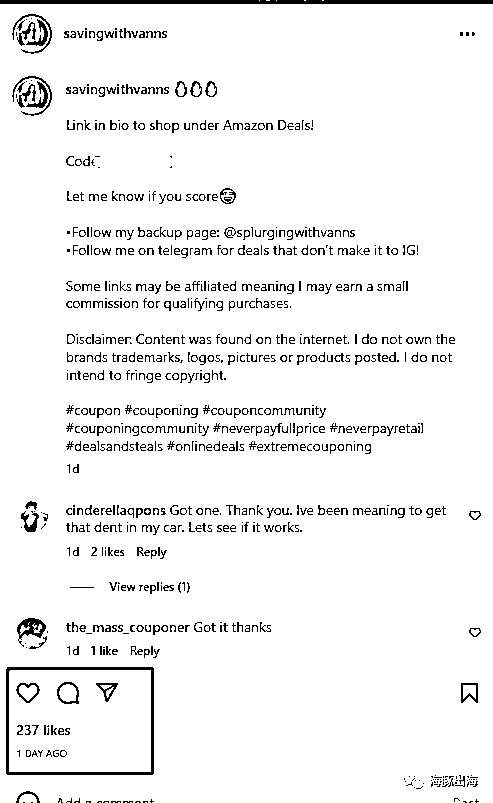 savingwithvanns
savingwithvanns
Link in bio to shop under Amazon Deals!
Code
Let me know if you score
•Follow my backup page: @splurgingwithvanns
•Follow me on telegram for deals that don't make it to IG!
Some links may be affiliated meaning I may earn a small
commission for qualifying purchases.
Disclaimer: Content was found on the internet. I do not own the
brands trademarks, logos, pictures or products posted. I do not
intend to fringe copyright.
#coupon #couponing #couponcommunity
#couponingcommunity #neverpayfullprice #neverpayretail
#dealsandsteals #onlinedeals #extremecouponing
1d
cinderellaqpons Got one. Thank you. Ive been meaning to get
that dent in my car. Lets see if it works.
1d 2 likes Reply
View replies (1)
the_mass_couponer Got it thanks
1d 1 like Reply
237 likes
1 DAY AGO
海豚出海
Add a comment
Post